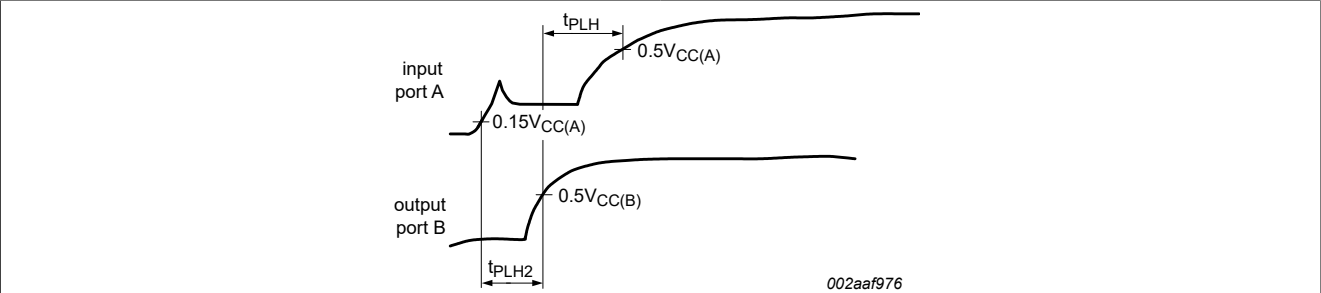 tPLH
0.5VCC(A)
input
port A
0.15VCC(A)
0.5VCC(B)
output
port B
tPLH2
002aaf976